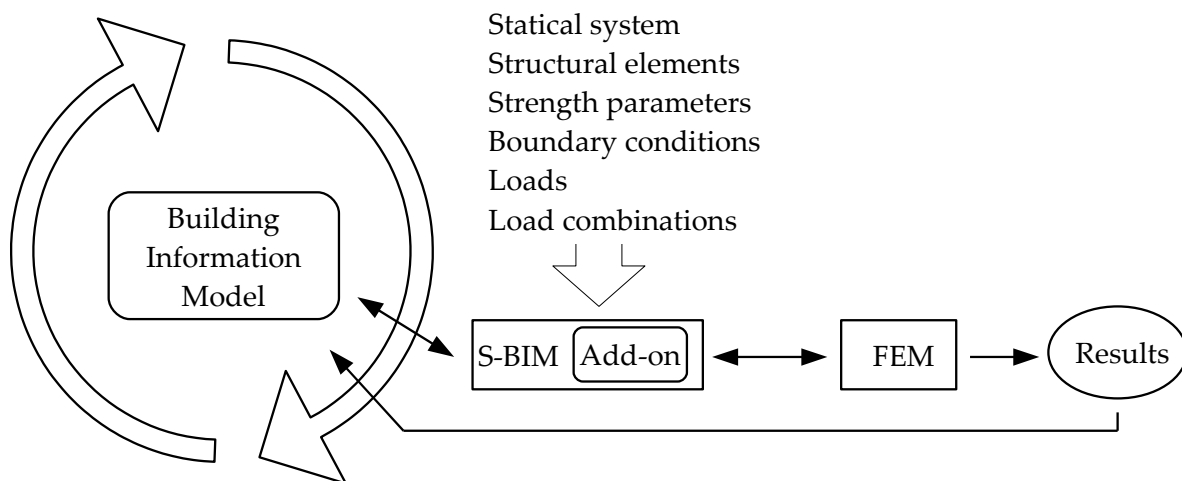 Statical system
Structural elements
Strength parameters
Boundary conditions
Loads
Load combinations
Building
Information
Model
S-BIM Add-on
FEM
Results